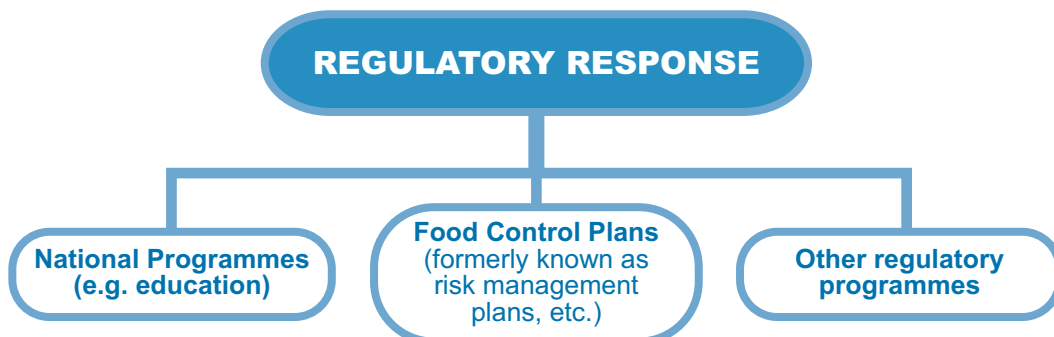 REGULATORY RESPONSE
National Programmes
(e.g. education)
Food Control Plans
(formerly known as
risk management
plans, etc.)
Other regulatory
programmes